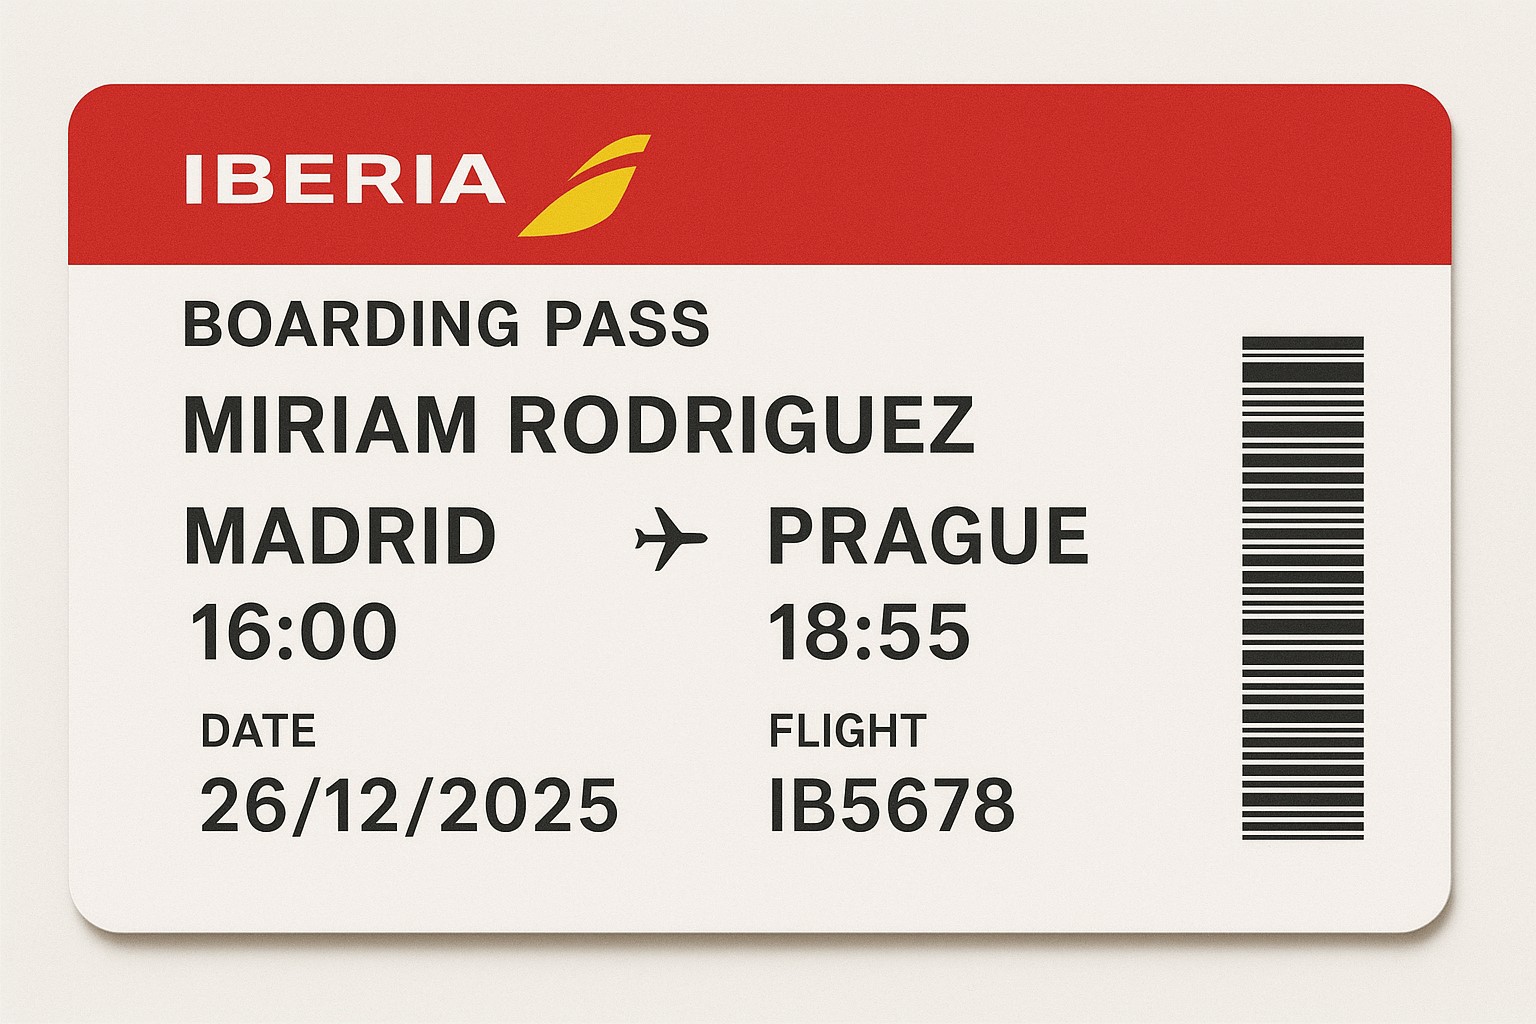 IBERIA
BOARDING PASS
MIRIAM RODRIGUEZ
MADRID PRAGUE
16:00 18:55
DATE FLIGHT
26/12/2025 IB5678